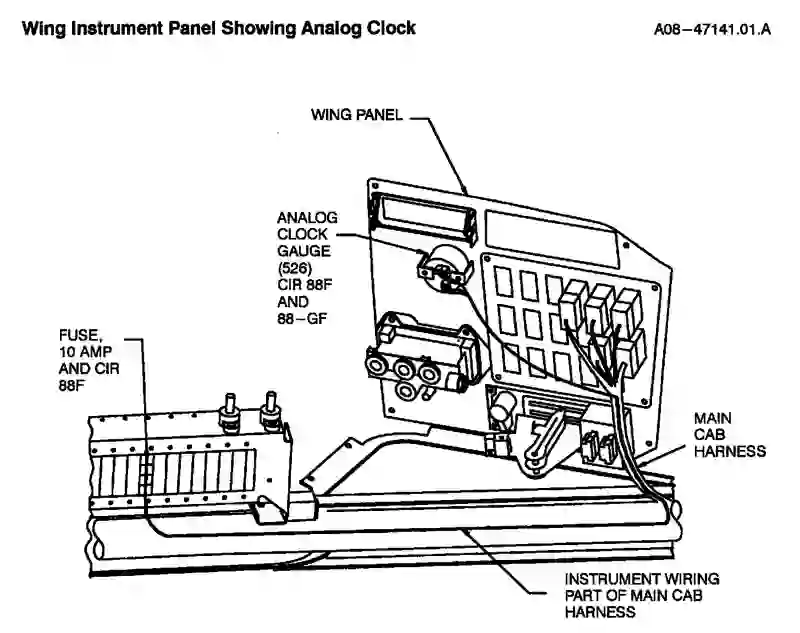 Wing Instrument Panel Showing Analog Clock
A08-47141.01.A
WING PANEL
ANALOG
CLOCK
GAUGE
(526)
CIR 88F
AND
88-GF
FUSE,
10 AMP
AND CIR
88F
MAIN
CAB
HARNESS
INSTRUMENT WIRING
PART OF MAIN CAB
HARNESS